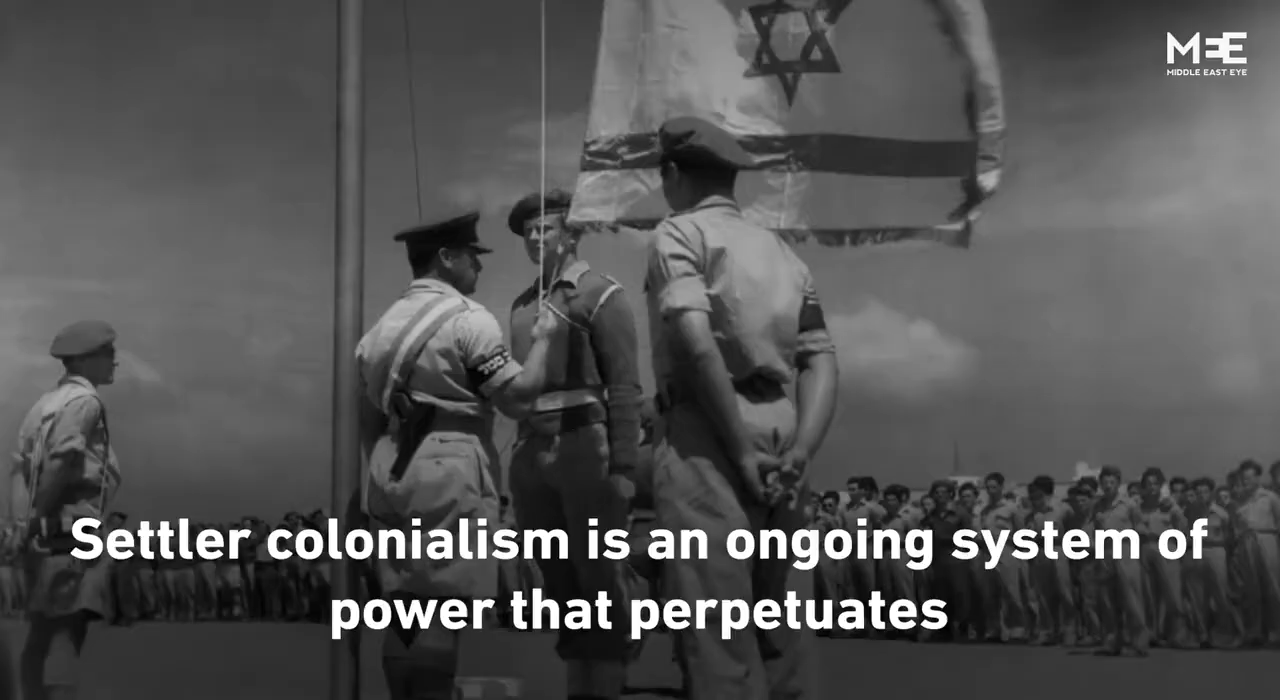 MEE
MIDDLE EAST EYE
Settler colonialism is an ongoing system of
power that perpetuates